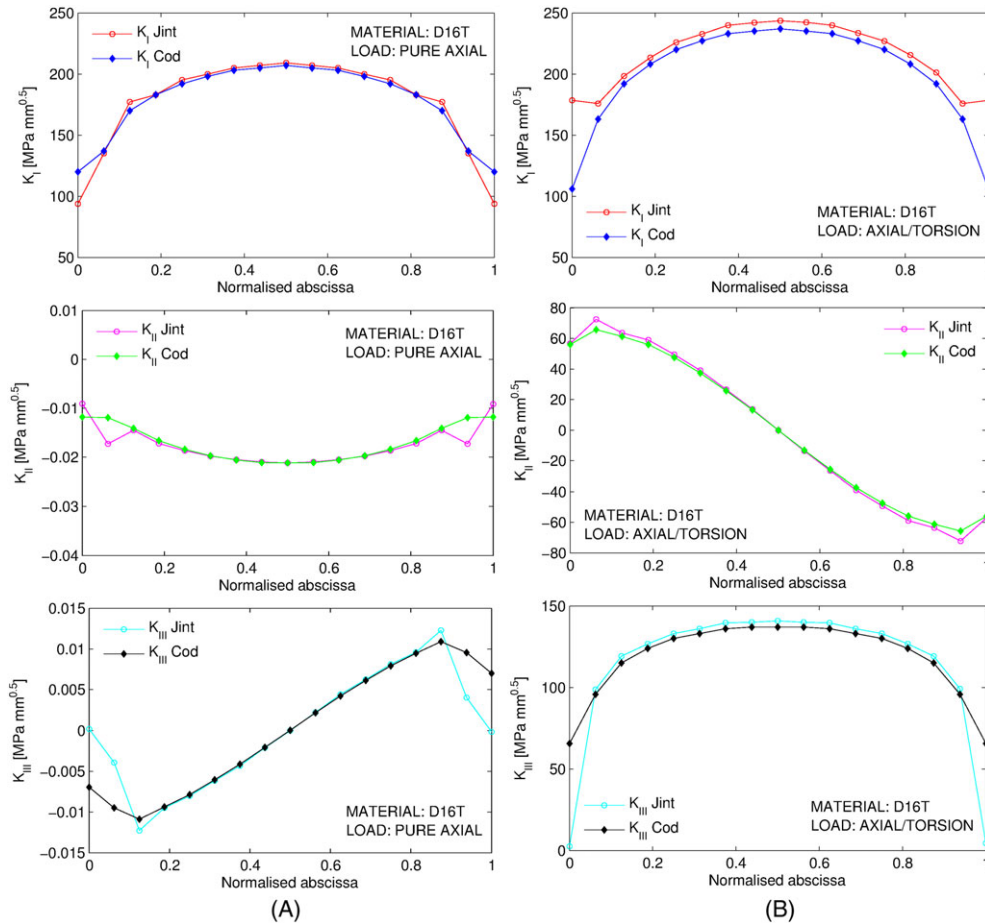 250
200
150
100
50
K_I [MPa mm^0.5]
K_I Jint
K_I Cod
MATERIAL: D16T
LOAD: PURE AXIAL
0 0.2 0.4 0.6 0.8 1
Normalised abscissa
250
200
150
100
50
K_I [MPa mm^0.5]
K_I Jint
K_I Cod
MATERIAL: D16T
LOAD: AXIAL/TORSION
0 0.2 0.4 0.6 0.8
Normalised abscissa
0.01
0
−0.01
−0.02
−0.03
−0.04
K_II [MPa mm^0.5]
K_II Jint
K_II Cod
MATERIAL: D16T
LOAD: PURE AXIAL
0 0.2 0.4 0.6 0.8 1
Normalised abscissa
80
60
40
20
0
−20
−40
−60
−80
K_II [MPa mm^0.5]
K_II Jint
K_II Cod
MATERIAL: D16T
LOAD: AXIAL/TORSION
0 0.2 0.4 0.6 0.8 1
Normalised abscissa
0.015
0.01
0.005
0
−0.005
−0.01
−0.015
K_III [MPa mm^0.5]
K_III Jint
K_III Cod
MATERIAL: D16T
LOAD: PURE AXIAL
0 0.2 0.4 0.6 0.8 1
Normalised abscissa
(A)
150
100
50
0
K_III [MPa mm^0.5]
K_III Jint
K_III Cod
MATERIAL: D16T
LOAD: AXIAL/TORSION
0 0.2 0.4 0.6 0.8 1
Normalised abscissa
(B)